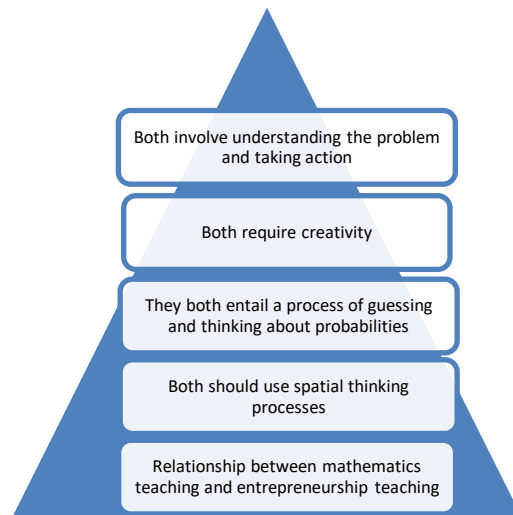 Both involve understanding the problem
and taking action
Both require creativity
They both entail a process of guessing
and thinking about probabilities
Both should use spatial thinking
processes
Relationship between mathematics
teaching and entrepreneurship teaching